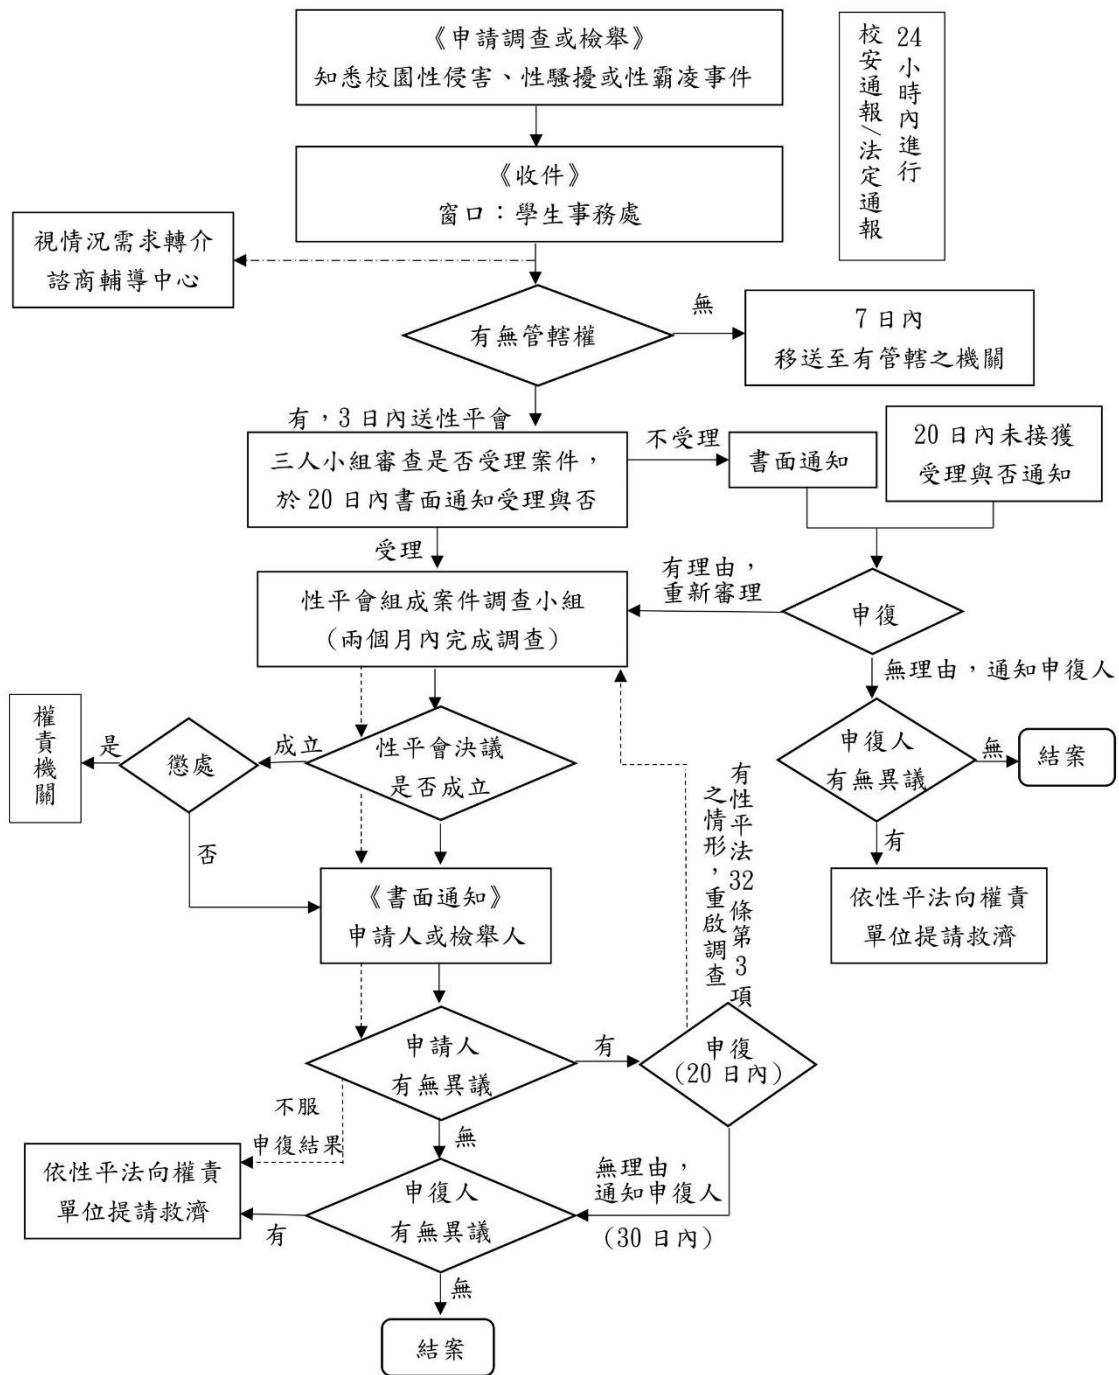 《申請調查或檢舉》
知悉校園性侵害、性騷擾或性霸凌事件
24小時內進行
校安通報/法定通報
《收件》
窗口：學生事務處
視情況需求轉介
諮商輔導中心
有無管轄權
無
7日內
移送至有管轄之機關
有，3日內送性平會
三人小組審查是否受理案件，
於20日內書面通知受理與否
不受理
書面通知
20日內未接獲
受理與否通知
受理
有理由，
重新審理
申復
性平會組成案件調查小組
(兩個月內完成調查)
無理由，通知申復人
權責機關
是
懲處
成立
性平會決議
是否成立
申復人
有無異議
無
結案
有性平法32條第3項
之情形，重啟調查
否
有
依性平法向權責
單位提請救濟
《書面通知》
申請人或檢舉人
申請人
有無異議
有
申復
(20日內)
不服
申復結果
無
無理由，
通知申復人
(30日內)
依性平法向權責
單位提請救濟
有
申復人
有無異議
無
結案